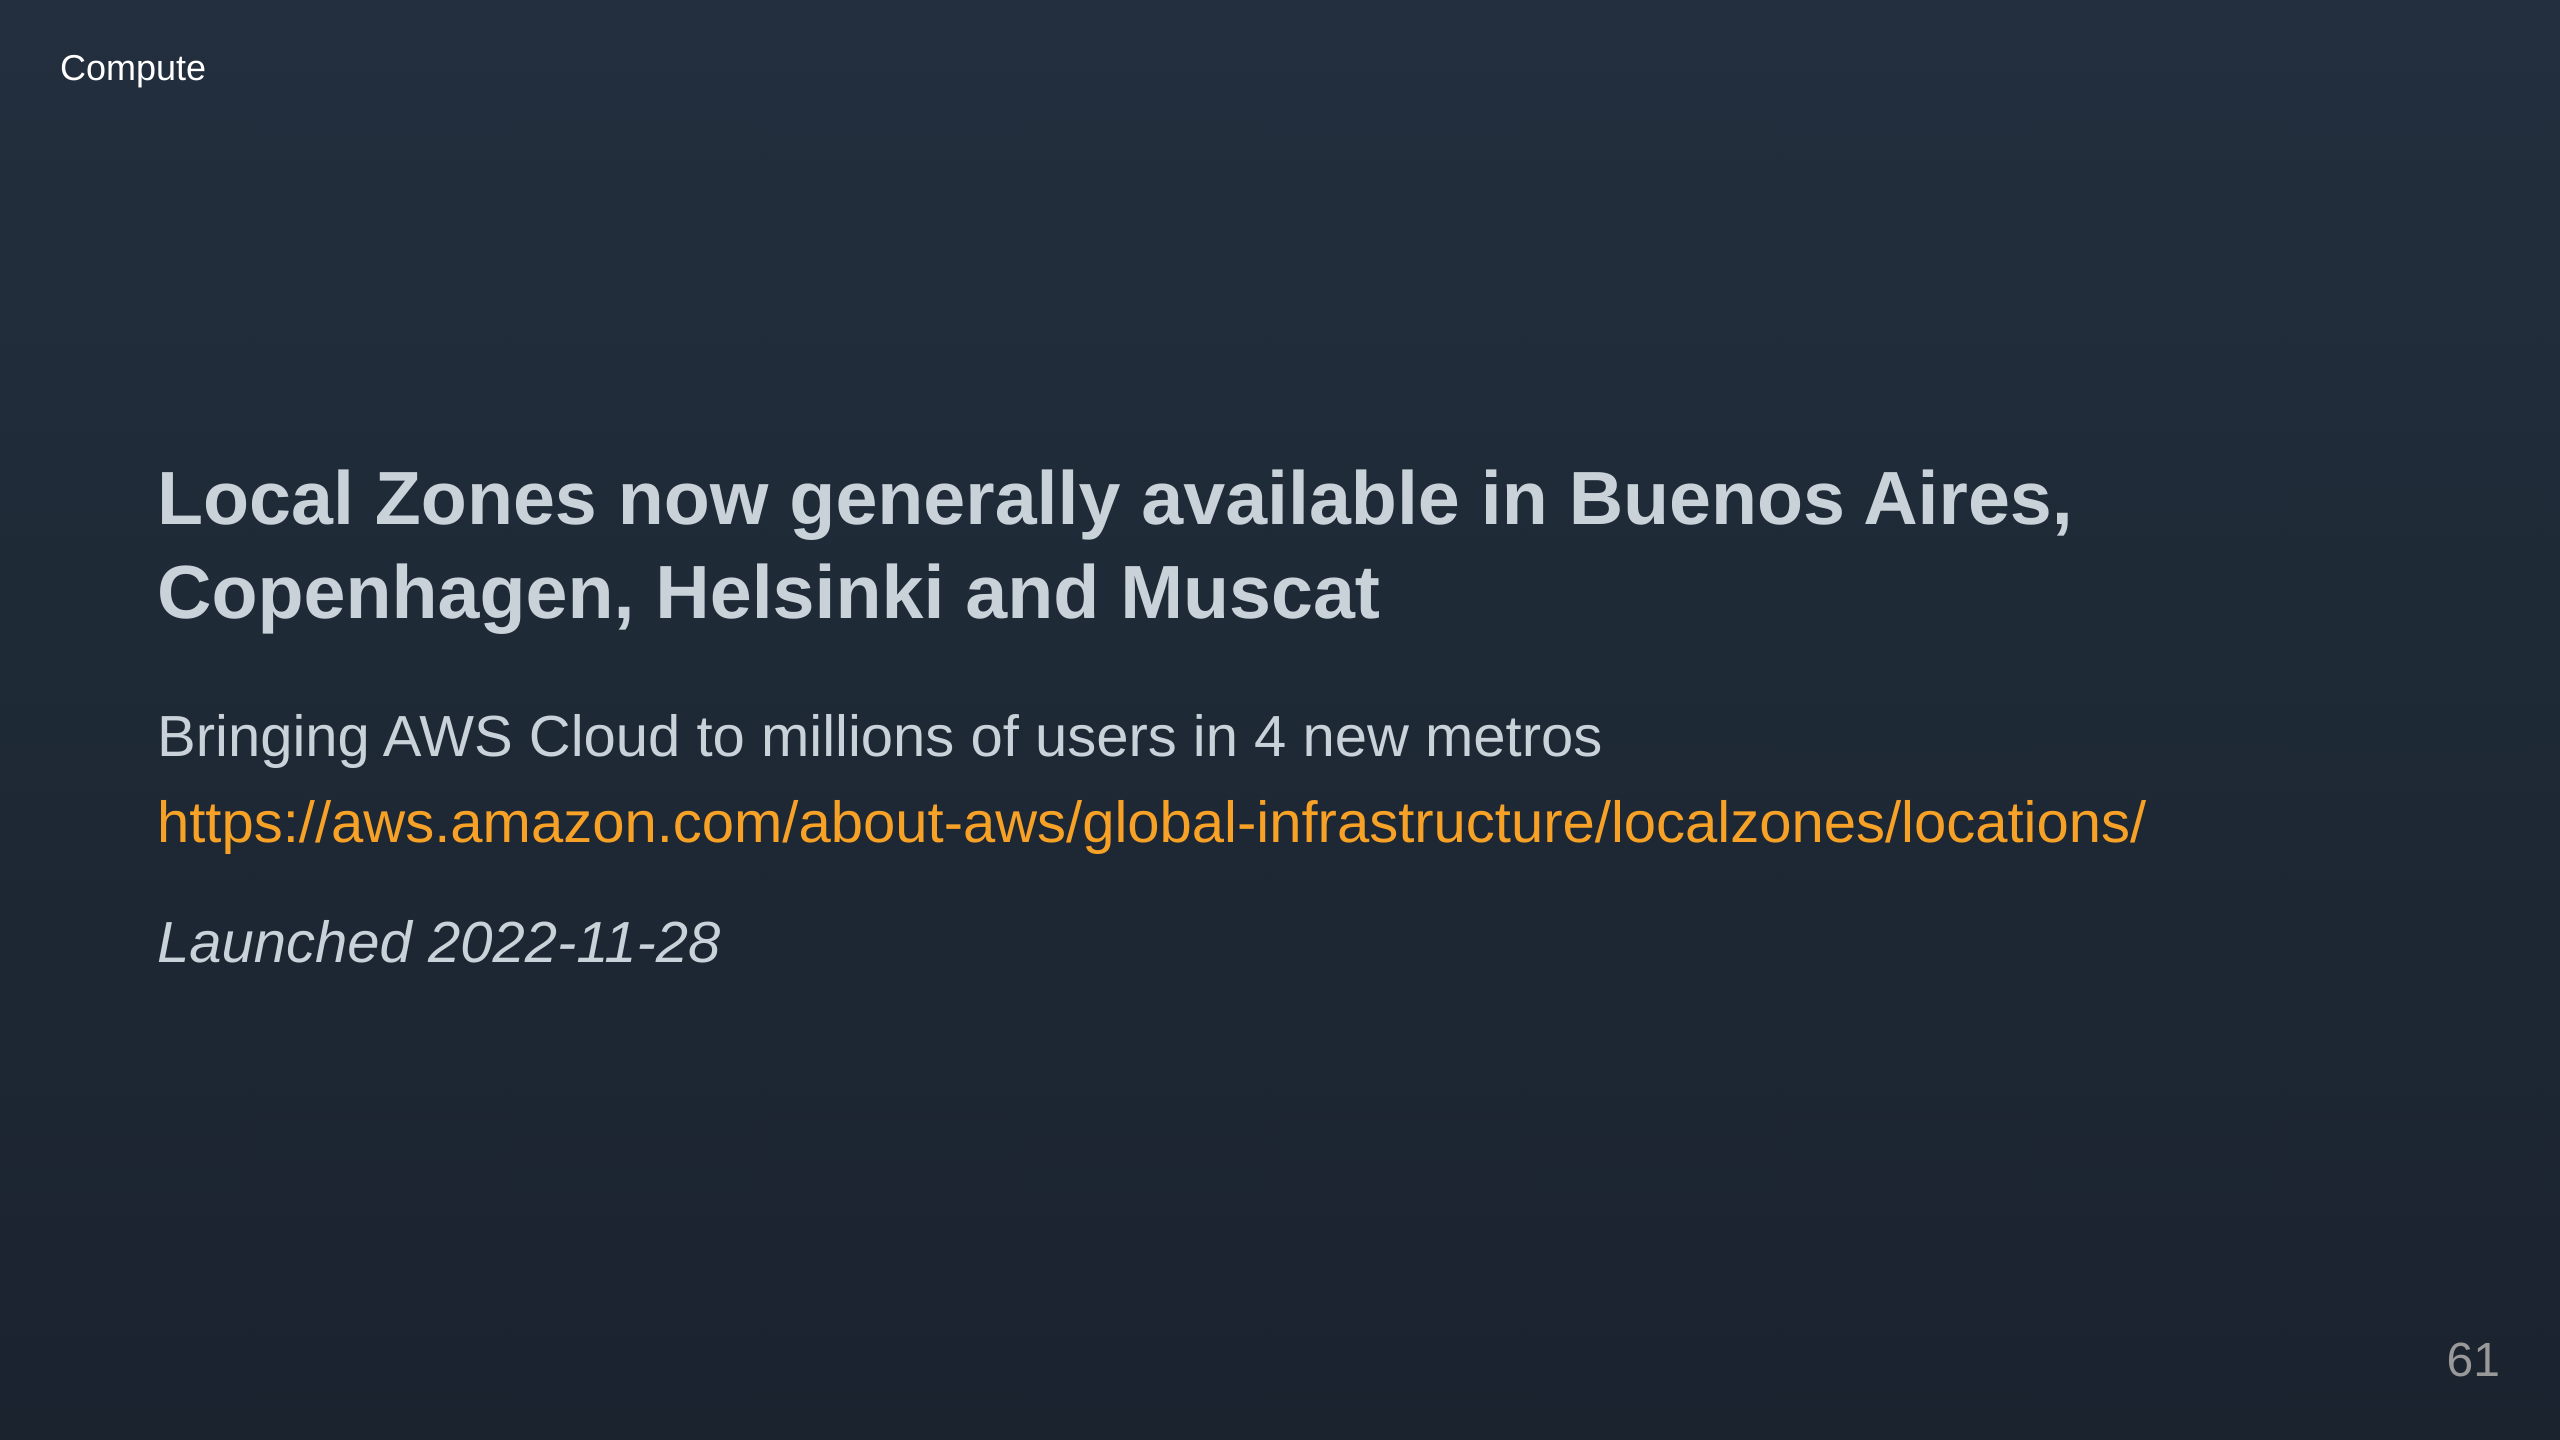 Compute
Local Zones now generally available in Buenos Aires,
Copenhagen, Helsinki and Muscat
Bringing AWS Cloud to millions of users in 4 new metros
https://aws.amazon.com/about-aws/global-infrastructure/localzones/locations/
Launched 2022-11-28
61